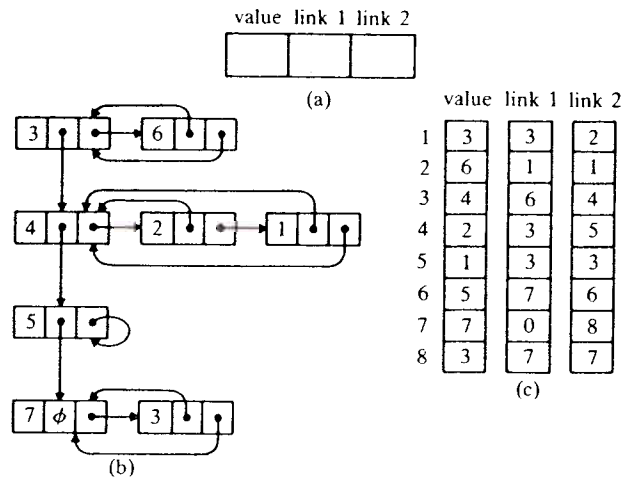 value link 1 link 2
(a)
3 6
4 2 1
5
7 ϕ 3
(b)
value link 1 link 2
1 3 3 2
2 6 1 1
3 4 6 4
4 2 3 5
5 1 3 3
6 5 7 6
7 7 0 8
8 3 7 7
(c)